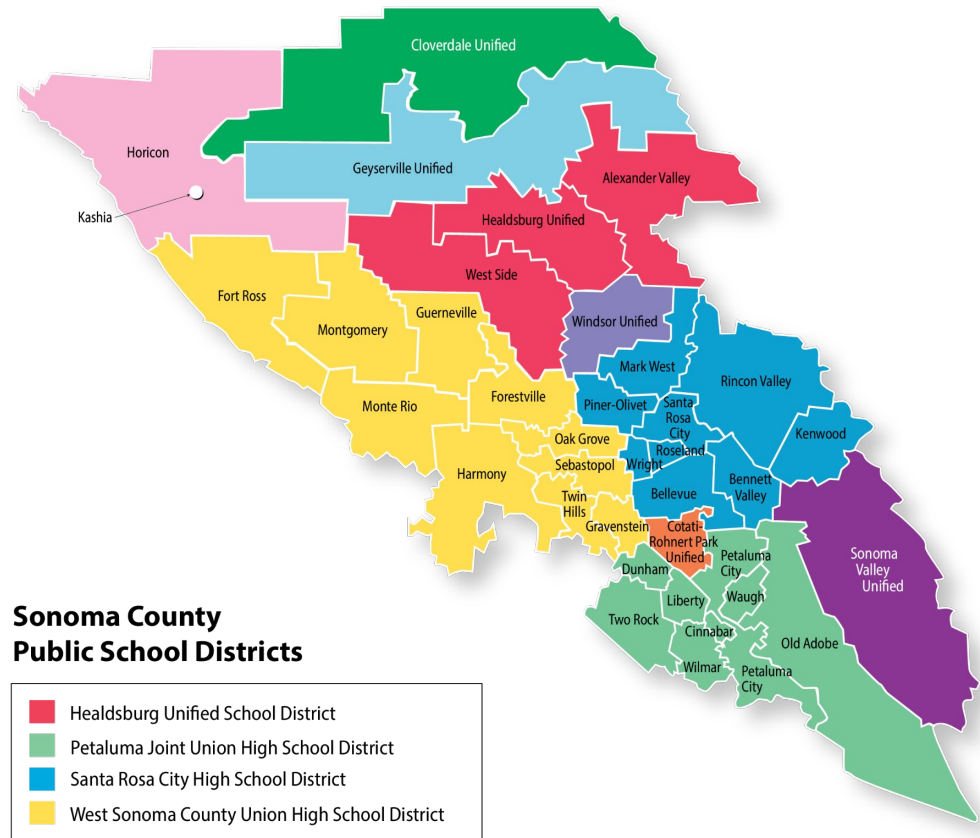 Cloverdale Unified
Horicon
Geyserville Unified
Alexander Valley
Kashia
Healdsburg Unified
West Side
Fort Ross
Guerneville
Windsor Unified
Montgomery
Mark West
Rincon Valley
Monte Rio
Forestville
Piner-Olivet
Santa
Rosa
City
Kenwood
Oak Grove
Roseland
Wright
Sebastopol
Harmony
Bennett
Valley
Bellevue
Twin
Hills
Gravenstein
Cotati-
Rohnert Park
Unified
Petaluma
City
Sonoma
Valley
Unified
Dunham
Waugh
Liberty
Two Rock
Cinnabar
Old Adobe
Wilmar
Petaluma
City
Sonoma County
Public School Districts
Healdsburg Unified School District
Petaluma Joint Union High School District
Santa Rosa City High School District
West Sonoma County Union High School District